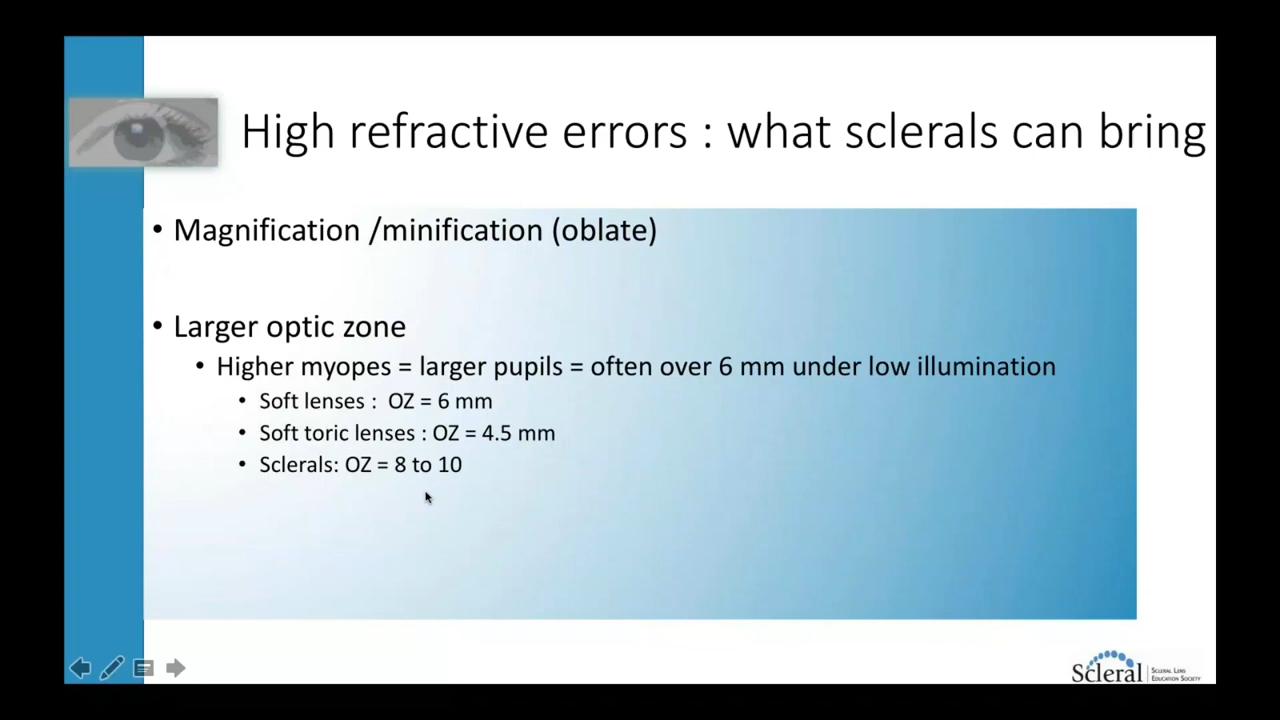 High refractive errors : what sclerals can bring
• Magnification /minification (oblate)
• Larger optic zone
• Higher myopes = larger pupils = often over 6 mm under low illumination
• Soft lenses : OZ = 6 mm
• Soft toric lenses : OZ = 4.5 mm
• Sclerals: OZ = 8 to 10
Scleral
SCLERAL LENS
EDUCATION SOCIETY